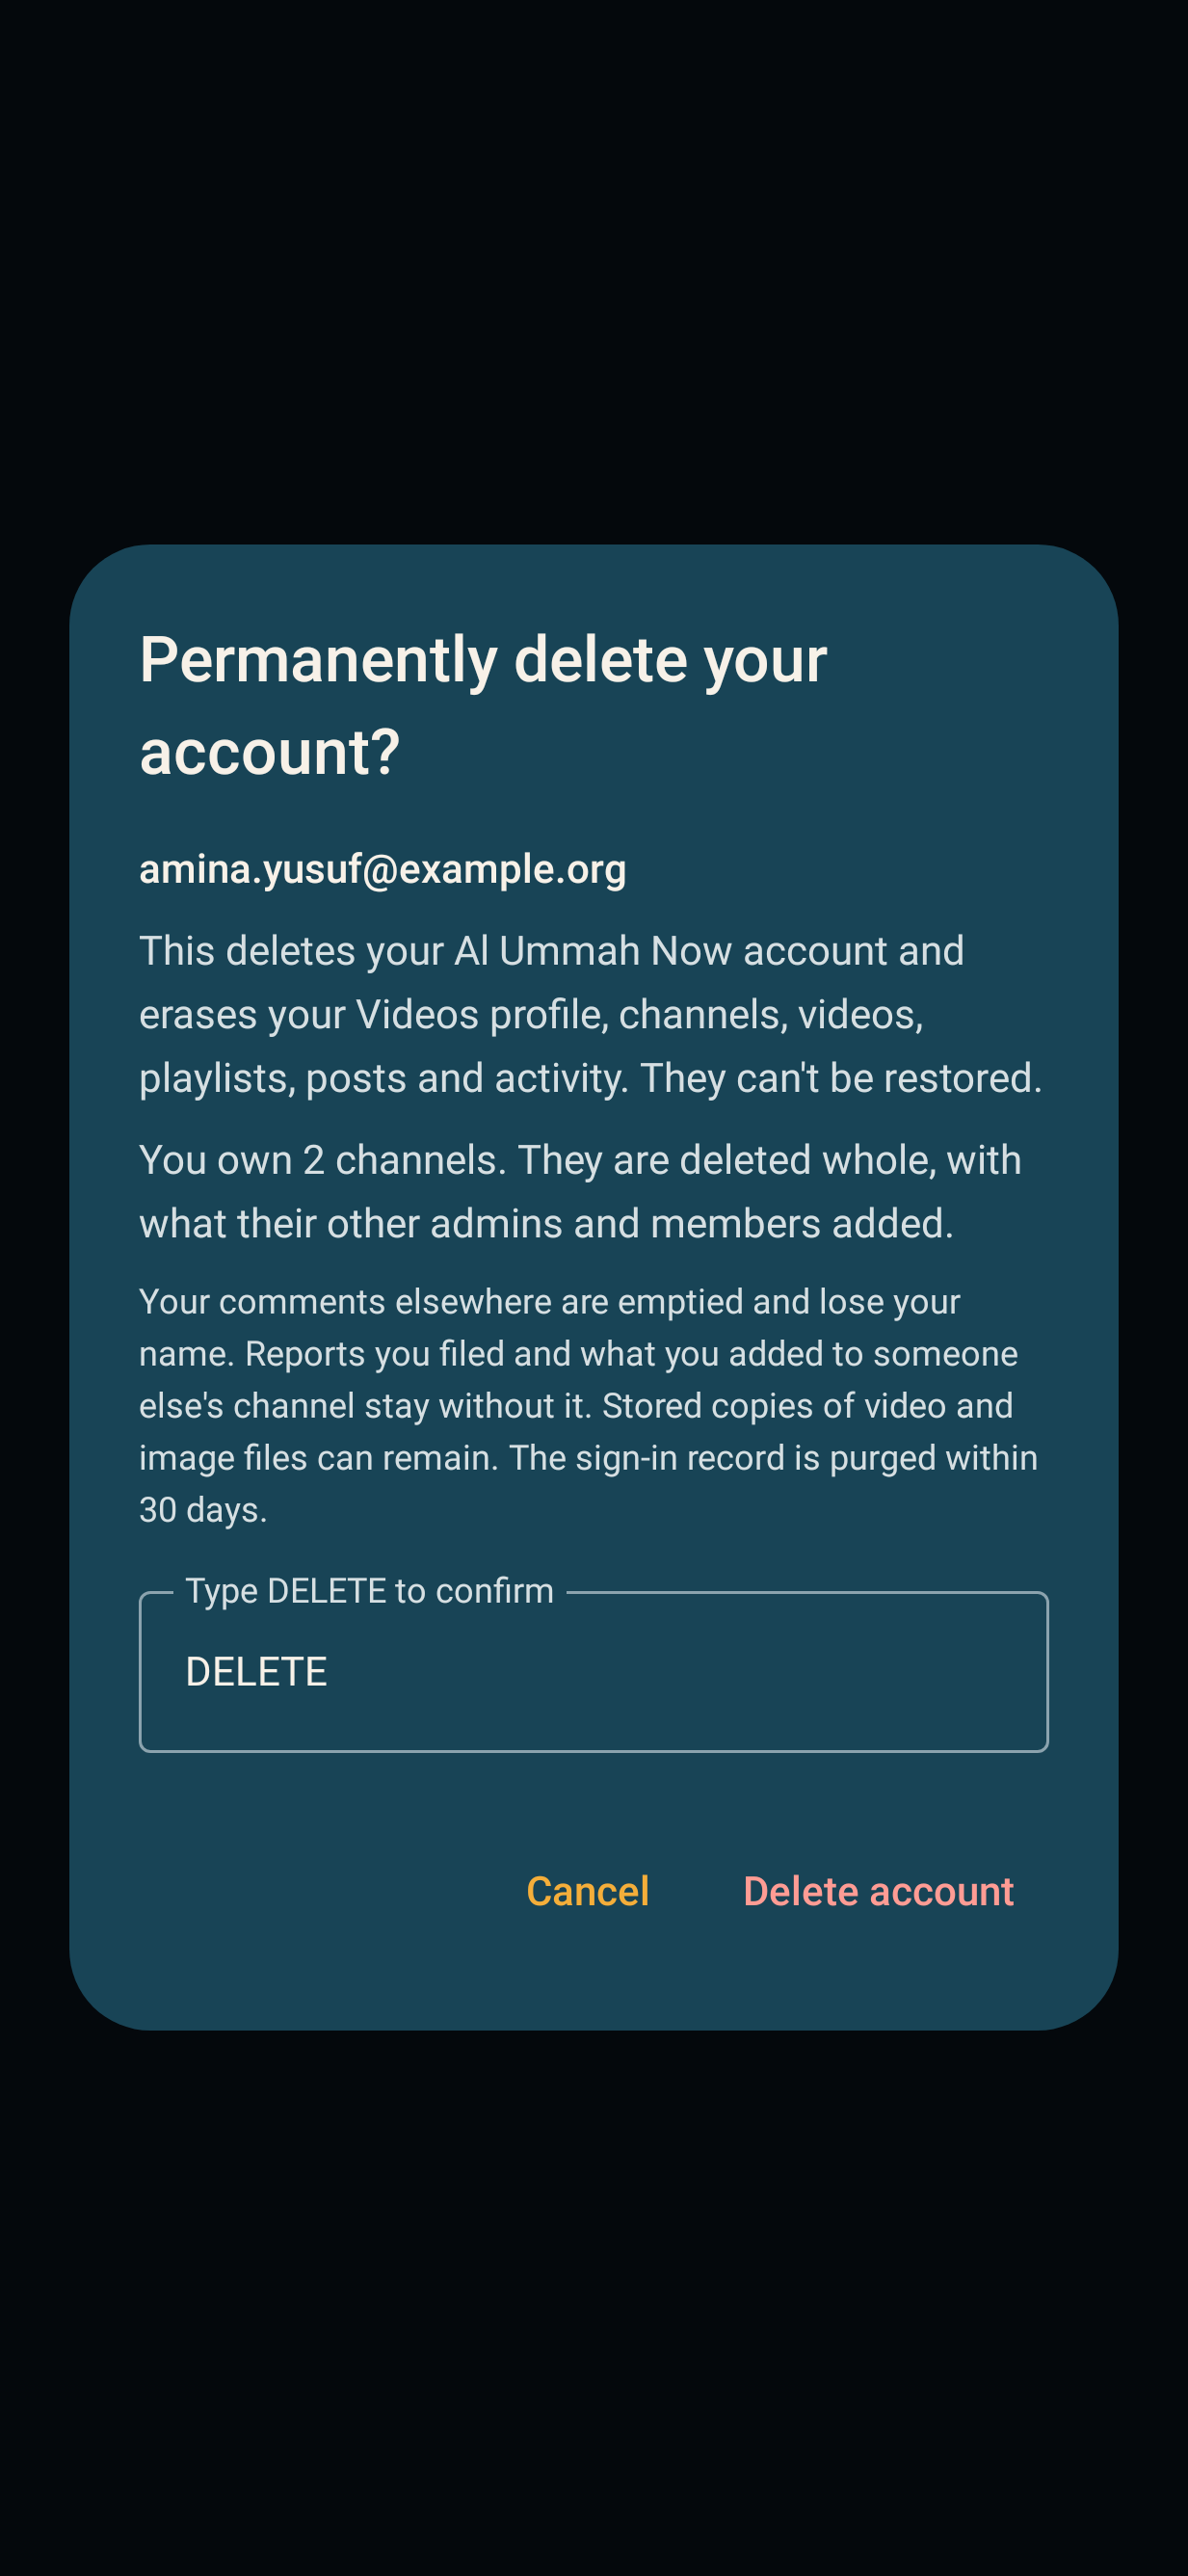 Permanently delete your
account?
amina.yusuf@example.org
This deletes your Al Ummah Now account and
erases your Videos profile, channels, videos,
playlists, posts and activity. They can't be restored.
You own 2 channels. They are deleted whole, with
what their other admins and members added.
Your comments elsewhere are emptied and lose your
name. Reports you filed and what you added to someone
else's channel stay without it. Stored copies of video and
image files can remain. The sign-in record is purged within
30 days.
Type DELETE to confirm
DELETE
Cancel Delete account